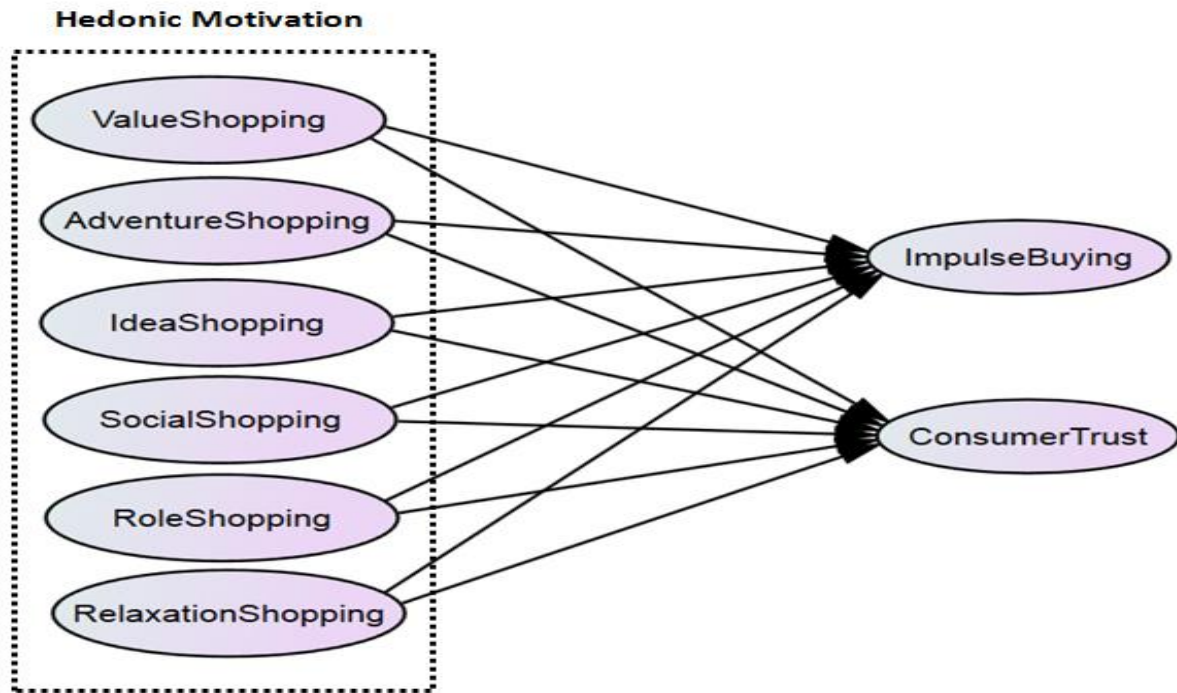 Hedonic Motivation
ValueShopping
AdventureShopping
IdeaShopping
SocialShopping
RoleShopping
RelaxationShopping
ImpulseBuying
ConsumerTrust